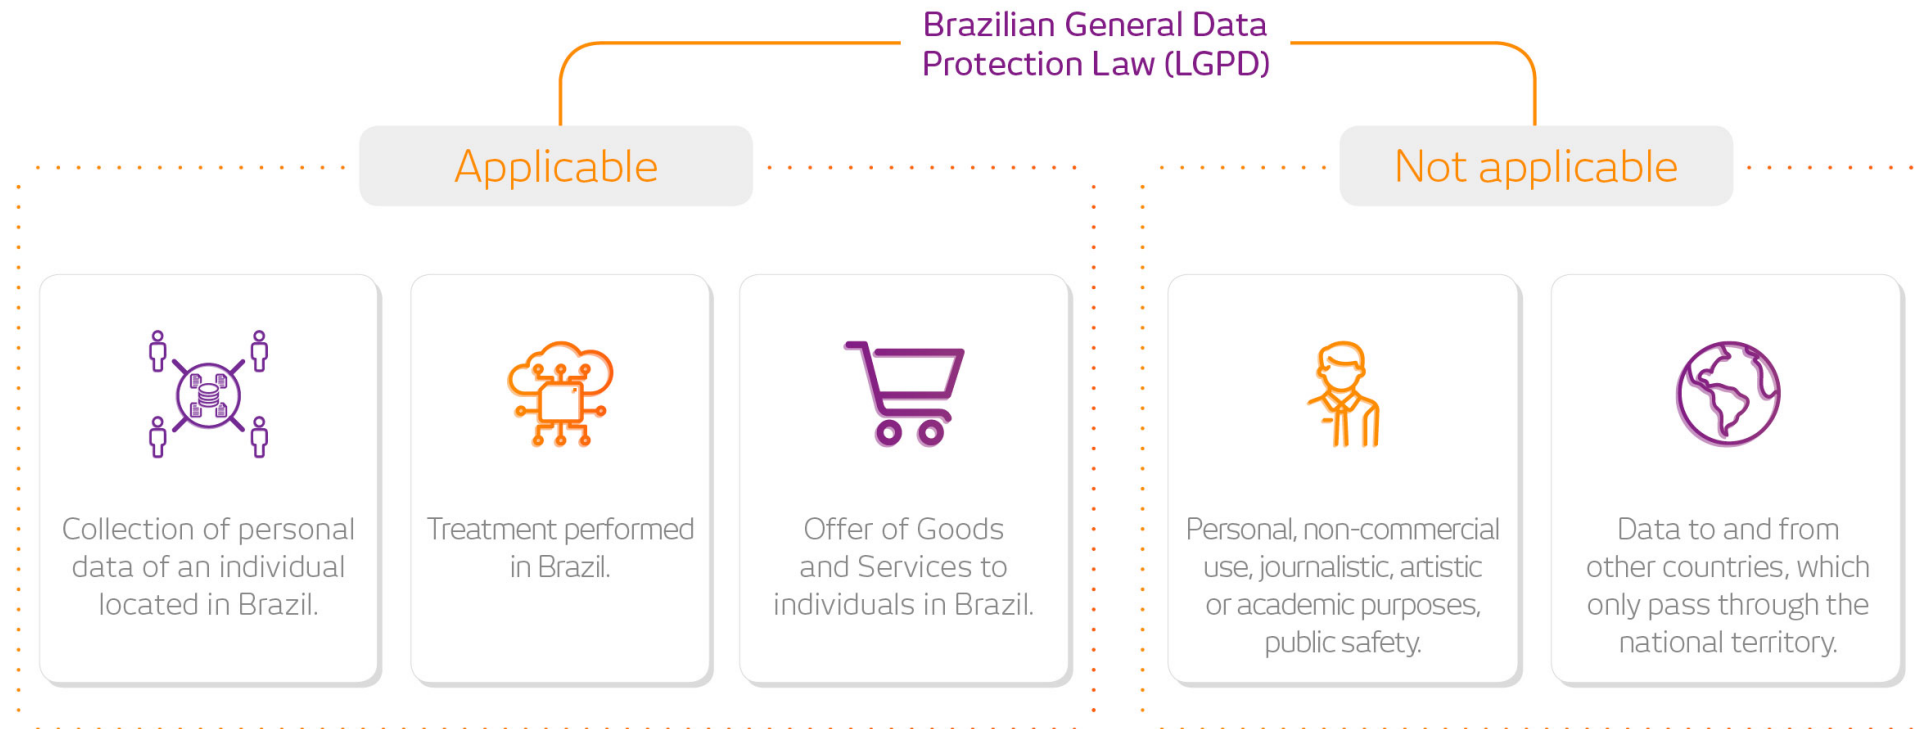 Brazilian General Data
Protection Law (LGPD)
Applicable
Not applicable
Collection of personal
data of an individual
located in Brazil.
Treatment performed
in Brazil.
Offer of Goods
and Services to
individuals in Brazil.
Personal, non-commercial
use, journalistic, artistic
or academic purposes,
public safety.
Data to and from
other countries, which
only pass through the
national territory.